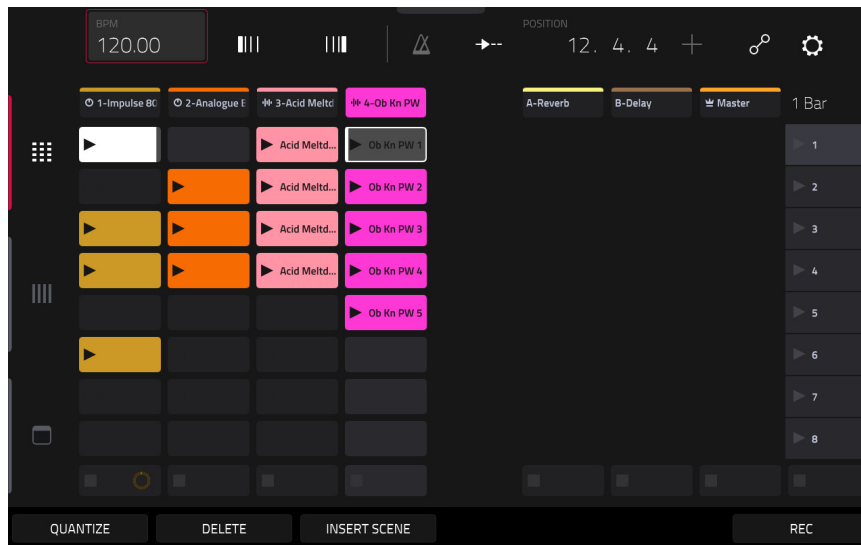 BPM
120.00
POSITION
12. 4. 4
1-Impulse 80
2-Analogue E
3-Acid Meltd
4-Ob Kn PW
A-Reverb
B-Delay
Master
1 Bar
Acid Meltd...
Ob Kn PW 1
1
Acid Meltd...
Ob Kn PW 2
2
Acid Meltd...
Ob Kn PW 3
3
Acid Meltd...
Ob Kn PW 4
4
Ob Kn PW 5
5
6
7
8
QUANTIZE
DELETE
INSERT SCENE
REC